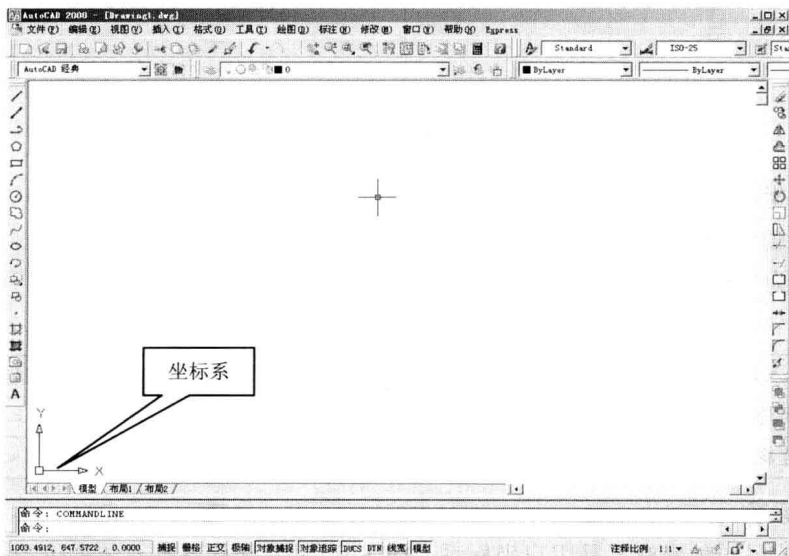 AutoCAD 2008 - [Drawing1.dwg]
文件(F) 编辑(E) 视图(V) 插入(I) 格式(O) 工具(T) 绘图(D) 标注(N) 修改(M) 窗口(W) 帮助(H) Express
Standard ISO-25 Sta
AutoCAD 经典 0 ByLayer ByLayer
坐标系
A
Y
X
模型 布局1 布局2
命令: COMMANDLINE
命令:
1003.4912, 647.5722 , 0.0000 捕捉 栅格 正交 极轴 对象捕捉 对象追踪 DUCS DYN 线宽 模型 注释比例 1:1